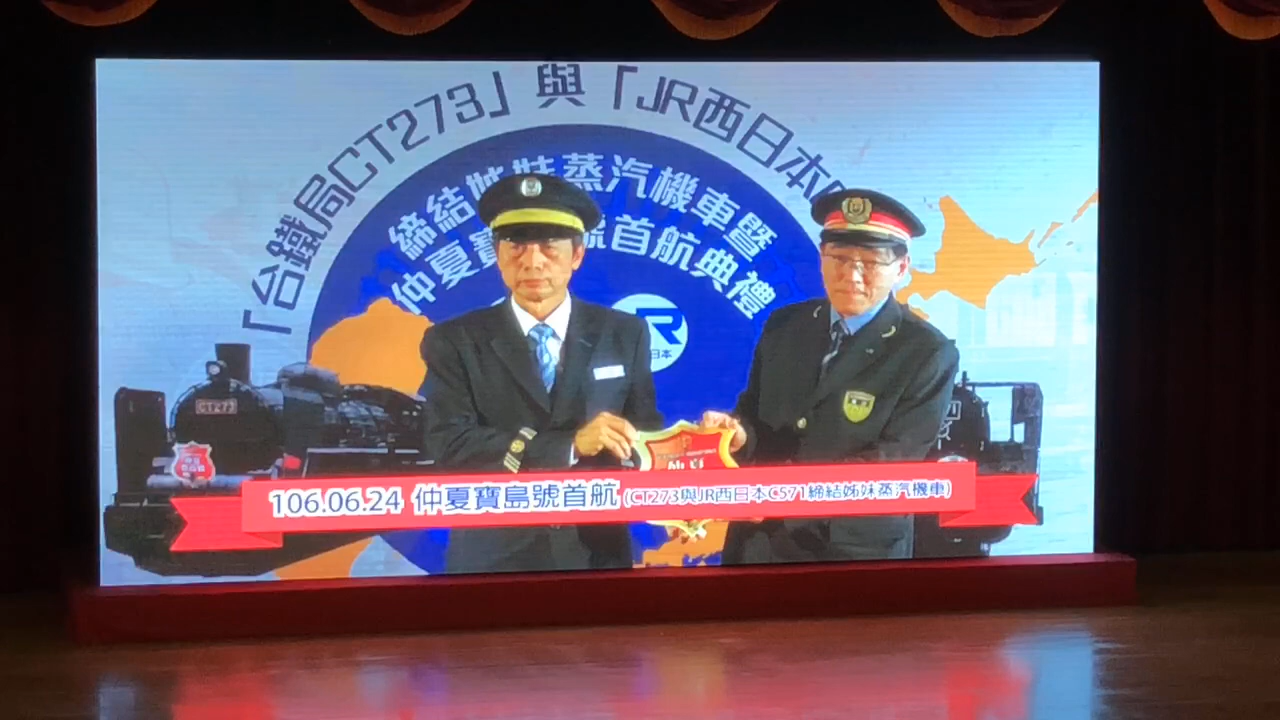 「台鐵局CT273」與「JR西日本
締結姊妹蒸汽機車暨
仲夏寶島號首航典禮
日本
CT273
106.06.24 仲夏寶島號首航(CT273與JR西日本C571締結姊妹蒸汽機車)